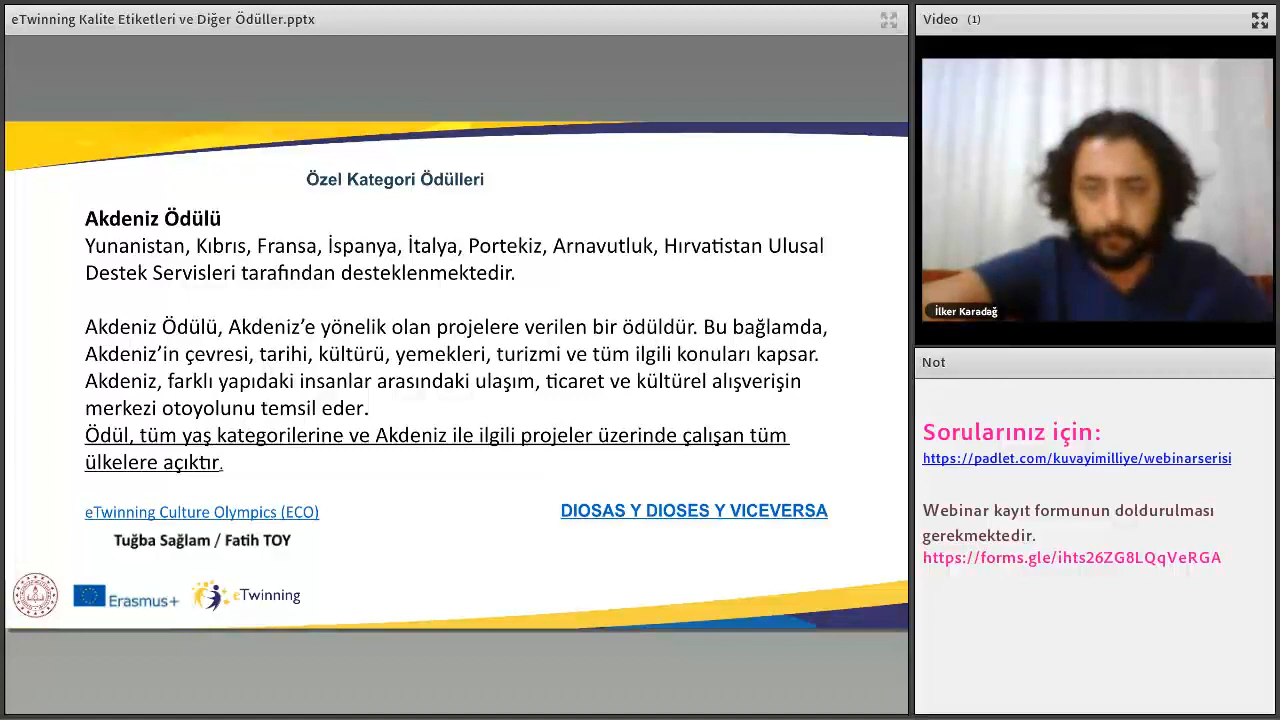 eTwinning Kalite Etiketleri ve Diğer Ödüller.pptx
Özel Kategori Ödülleri
Akdeniz Ödülü
Yunanistan, Kıbrıs, Fransa, İspanya, İtalya, Portekiz, Arnavutluk, Hırvatistan Ulusal
Destek Servisleri tarafından desteklenmektedir.
Akdeniz Ödülü, Akdeniz’e yönelik olan projelere verilen bir ödüldür. Bu bağlamda,
Akdeniz’in çevresi, tarihi, kültürü, yemekleri, turizmi ve tüm ilgili konuları kapsar.
Akdeniz, farklı yapıdaki insanlar arasındaki ulaşım, ticaret ve kültürel alışverişin
merkezi otoyolunu temsil eder.
Ödül, tüm yaş kategorilerine ve Akdeniz ile ilgili projeler üzerinde çalışan tüm
ülkelere açıktır.
eTwinning Culture Olympics (ECO)
DIOSAS Y DIOSES Y VICEVERSA
Tuğba Sağlam / Fatih TOY
Erasmus+
eTwinning
Video (1)
İlker Karadağ
Not
Sorularınız için:
https://padlet.com/kuvayimilliye/webinarserisi
Webinar kayıt formunun doldurulması
gerekmektedir.
https://forms.gle/ihts26ZG8LQqVeRGA